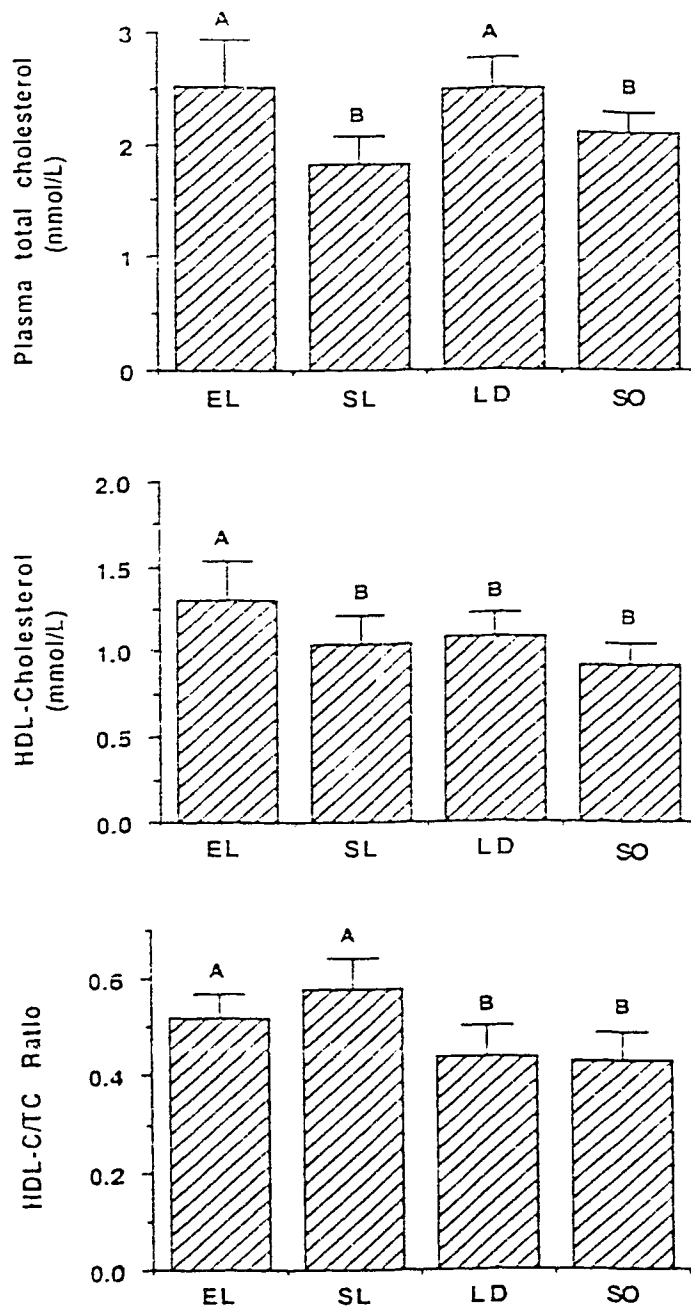 Plasma total cholesterol
(mmol/L)
3
2
1
0
A
B
A
B
EL
SL
LD
SO
HDL-Cholesterol
(mmol/L)
2.0
1.5
1.0
0.5
0.0
A
B
B
B
EL
SL
LD
SO
HDL-C/TC Ratio
0.6
0.4
0.2
0.0
A
A
B
B
EL
SL
LD
SO